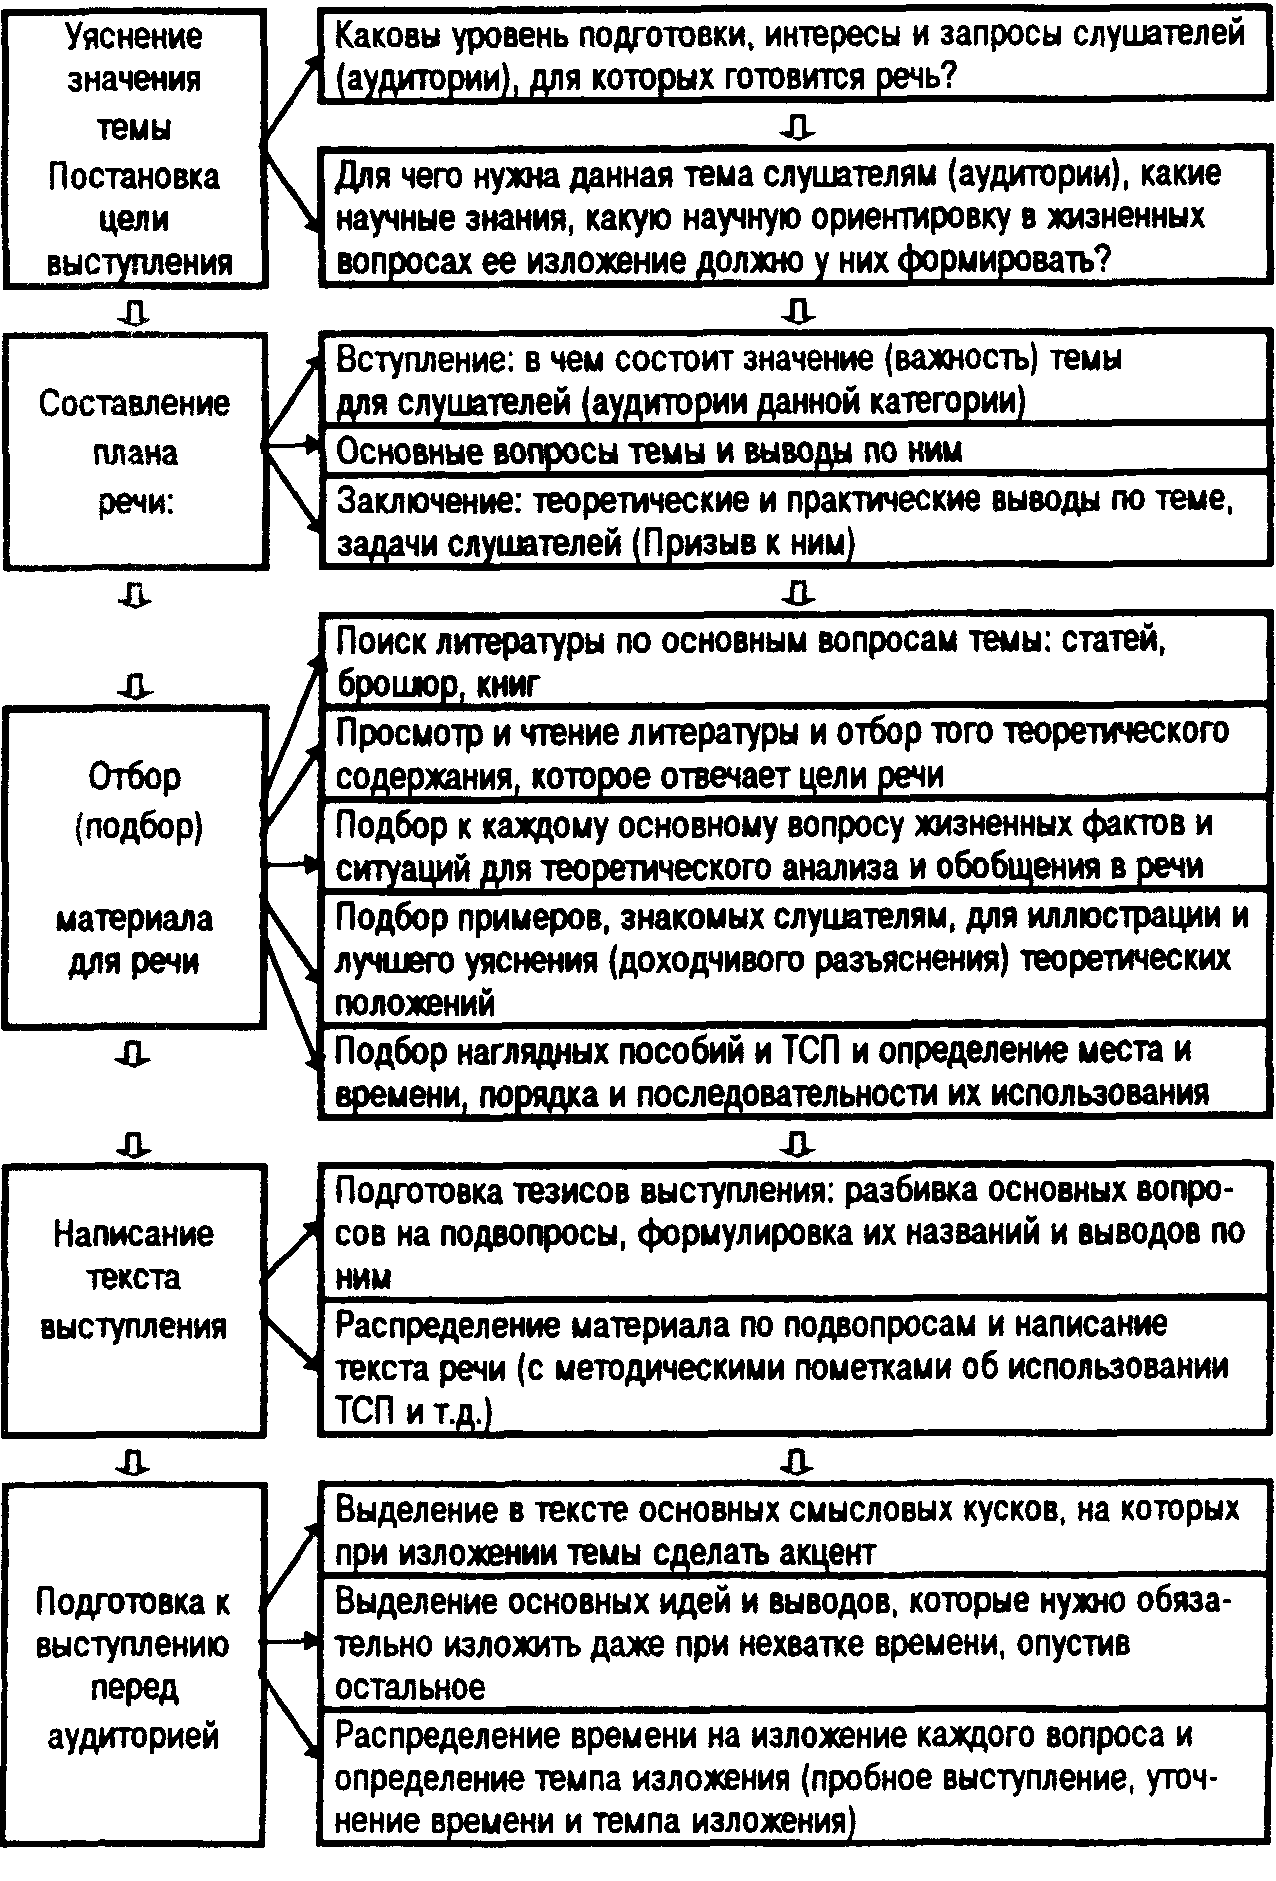 Уяснение
значения
темы
Постановка
цели
выступления
Каковы уровень подготовки, интересы и запросы слушателей
(аудитории), для которых готовится речь?
Для чего нужна данная тема слушателям (аудитории), какие
научные знания, какую научную ориентировку в жизненных
вопросах ее изложение должно у них формировать?
Составление
плана
речи:
Вступление: в чем состоит значение (важность) темы
для слушателей (аудитории данной категории)
Основные вопросы темы и выводы по ним
Заключение: теоретические и практические выводы по теме,
задачи слушателей (Призыв к ним)
Отбор
(подбор)
материала
для речи
Поиск литературы по основным вопросам темы: статей,
брошюр, книг
Просмотр и чтение литературы и отбор того теоретического
содержания, которое отвечает цели речи
Подбор к каждому основному вопросу жизненных фактов и
ситуаций для теоретического анализа и обобщения в речи
Подбор примеров, знакомых слушателям, для иллюстрации и
лучшего уяснения (доходчивого разъяснения) теоретических
положений
Подбор наглядных пособий и ТСП и определение места и
времени, порядка и последовательности их использования
Написание
текста
выступления
Подготовка тезисов выступления: разбивка основных вопро-
сов на подвопросы, формулировка их названий и выводов по
ним
Распределение материала по подвопросам и написание
текста речи (с методическими пометками об использовании
ТСП и т.д.)
Подготовка к
выступлению
перед
аудиторией
Выделение в тексте основных смысловых кусков, на которых
при изложении темы сделать акцент
Выделение основных идей и выводов, которые нужно обяза-
тельно изложить даже при нехватке времени, опустив
остальное
Распределение времени на изложение каждого вопроса и
определение темпа изложения (пробное выступление, уточ-
нение времени и темпа изложения)